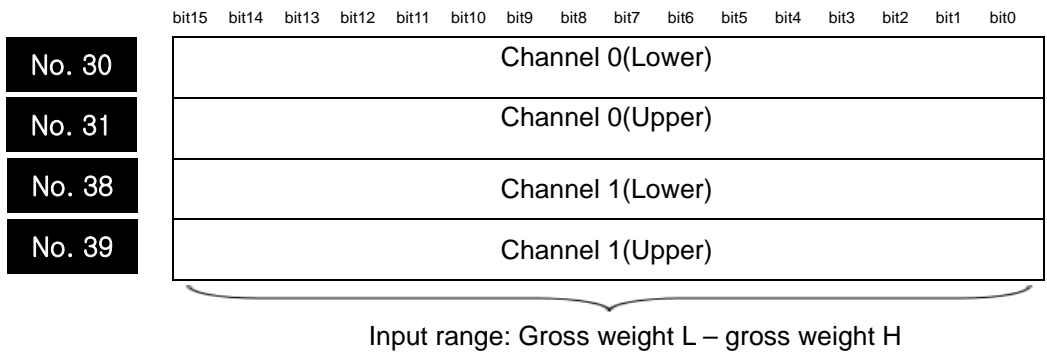 bit15 bit14 bit13 bit12 bit11 bit10 bit9 bit8 bit7 bit6 bit5 bit4 bit3 bit2 bit1 bit0
No. 30 Channel 0(Lower)
No. 31 Channel 0(Upper)
No. 38 Channel 1(Lower)
No. 39 Channel 1(Upper)
Input range: Gross weight L – gross weight H